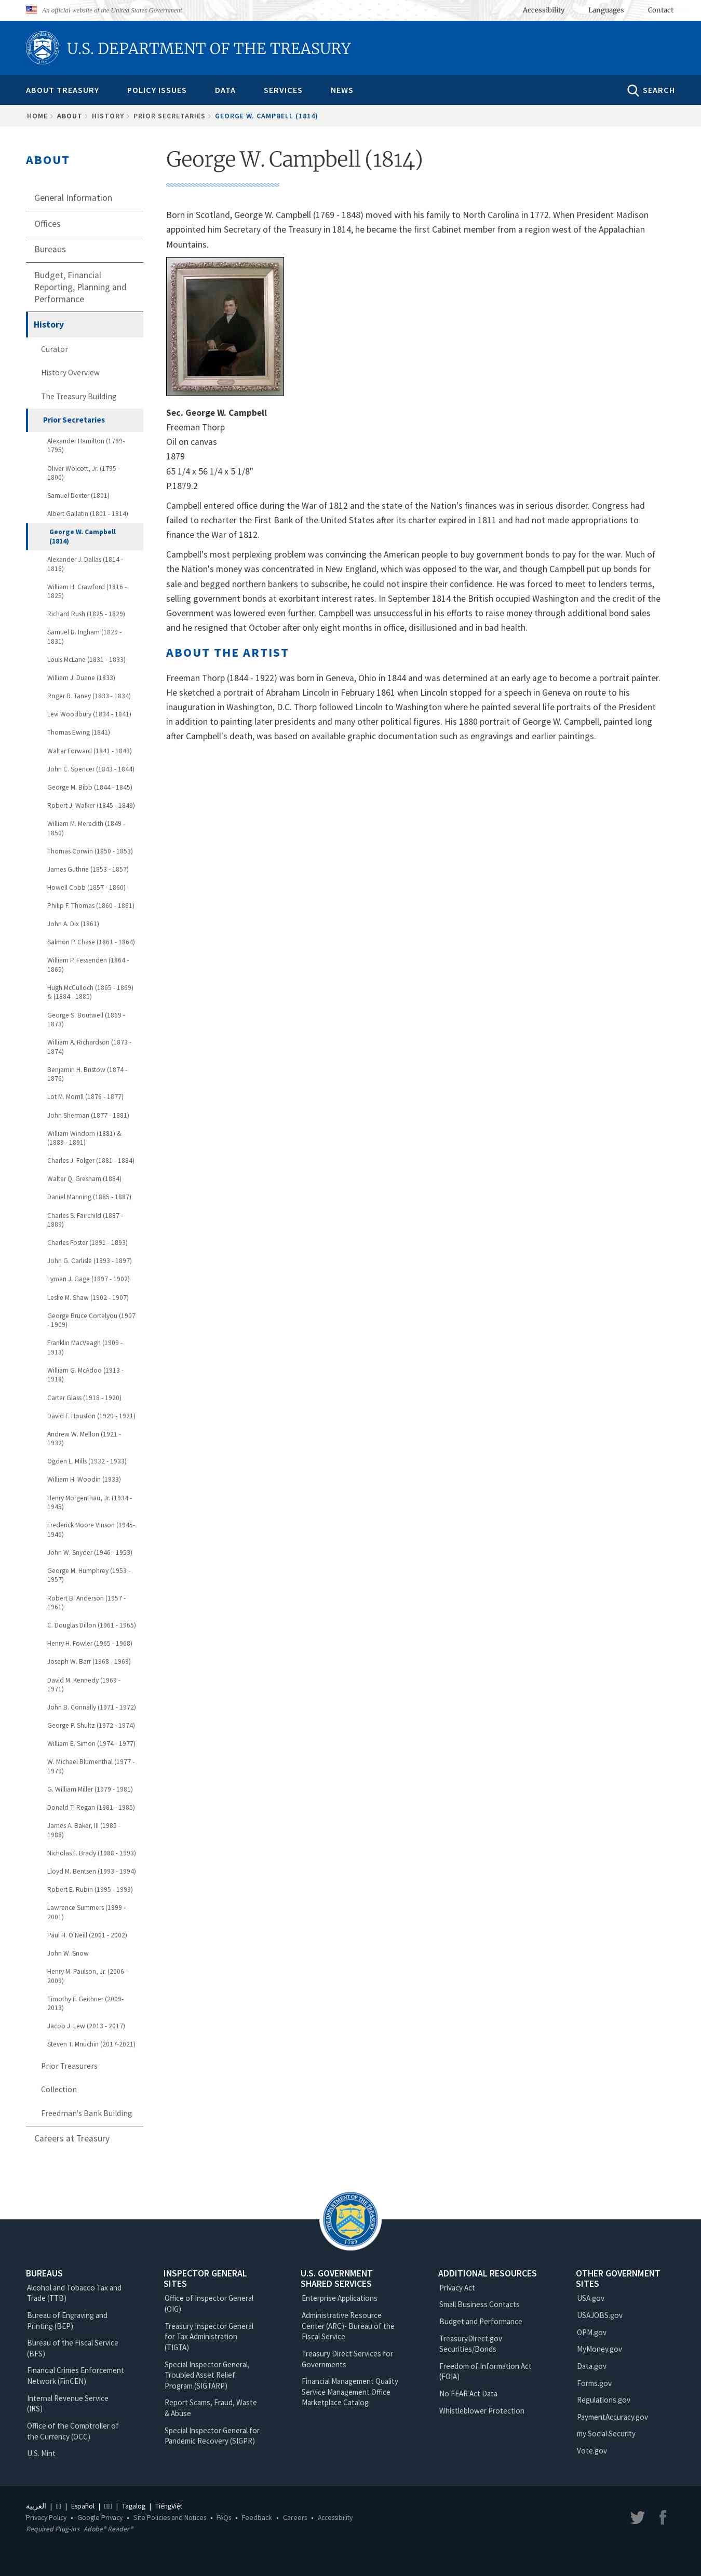 An official website of the United States Government
Accessibility
Languages
Contact
U.S. DEPARTMENT OF THE TREASURY
ABOUT TREASURY
POLICY ISSUES
DATA
SERVICES
NEWS
SEARCH
HOME › ABOUT › HISTORY › PRIOR SECRETARIES › GEORGE W. CAMPBELL (1814)
ABOUT
General Information
Offices
Bureaus
Budget, Financial
Reporting, Planning and
Performance
History
Curator
History Overview
The Treasury Building
Prior Secretaries
Alexander Hamilton (1789-
1795)
Oliver Wolcott, Jr. (1795 -
1800)
Samuel Dexter (1801)
Albert Gallatin (1801 - 1814)
George W. Campbell
(1814)
Alexander J. Dallas (1814 -
1816)
William H. Crawford (1816 -
1825)
Richard Rush (1825 - 1829)
Samuel D. Ingham (1829 -
1831)
Louis McLane (1831 - 1833)
William J. Duane (1833)
Roger B. Taney (1833 - 1834)
Levi Woodbury (1834 - 1841)
Thomas Ewing (1841)
Walter Forward (1841 - 1843)
John C. Spencer (1843 - 1844)
George M. Bibb (1844 - 1845)
Robert J. Walker (1845 - 1849)
William M. Meredith (1849 -
1850)
Thomas Corwin (1850 - 1853)
James Guthrie (1853 - 1857)
Howell Cobb (1857 - 1860)
Philip F. Thomas (1860 - 1861)
John A. Dix (1861)
Salmon P. Chase (1861 - 1864)
William P. Fessenden (1864 -
1865)
Hugh McCulloch (1865 - 1869)
& (1884 - 1885)
George S. Boutwell (1869 -
1873)
William A. Richardson (1873 -
1874)
Benjamin H. Bristow (1874 -
1876)
Lot M. Morrill (1876 - 1877)
John Sherman (1877 - 1881)
William Windom (1881) &
(1889 - 1891)
Charles J. Folger (1881 - 1884)
Walter Q. Gresham (1884)
Daniel Manning (1885 - 1887)
Charles S. Fairchild (1887 -
1889)
Charles Foster (1891 - 1893)
John G. Carlisle (1893 - 1897)
Lyman J. Gage (1897 - 1902)
Leslie M. Shaw (1902 - 1907)
George Bruce Cortelyou (1907
- 1909)
Franklin MacVeagh (1909 -
1913)
William G. McAdoo (1913 -
1918)
Carter Glass (1918 - 1920)
David F. Houston (1920 - 1921)
Andrew W. Mellon (1921 -
1932)
Ogden L. Mills (1932 - 1933)
William H. Woodin (1933)
Henry Morgenthau, Jr. (1934 -
1945)
Frederick Moore Vinson (1945-
1946)
John W. Snyder (1946 - 1953)
George M. Humphrey (1953 -
1957)
Robert B. Anderson (1957 -
1961)
C. Douglas Dillon (1961 - 1965)
Henry H. Fowler (1965 - 1968)
Joseph W. Barr (1968 - 1969)
David M. Kennedy (1969 -
1971)
John B. Connally (1971 - 1972)
George P. Shultz (1972 - 1974)
William E. Simon (1974 - 1977)
W. Michael Blumenthal (1977 -
1979)
G. William Miller (1979 - 1981)
Donald T. Regan (1981 - 1985)
James A. Baker, III (1985 -
1988)
Nicholas F. Brady (1988 - 1993)
Lloyd M. Bentsen (1993 - 1994)
Robert E. Rubin (1995 - 1999)
Lawrence Summers (1999 -
2001)
Paul H. O'Neill (2001 - 2002)
John W. Snow
Henry M. Paulson, Jr. (2006 -
2009)
Timothy F. Geithner (2009-
2013)
Jacob J. Lew (2013 - 2017)
Steven T. Mnuchin (2017-2021)
Prior Treasurers
Collection
Freedman's Bank Building
Careers at Treasury
George W. Campbell (1814)
Born in Scotland, George W. Campbell (1769 - 1848) moved with his family to North Carolina in 1772. When President Madison
appointed him Secretary of the Treasury in 1814, he became the first Cabinet member from a region west of the Appalachian
Mountains.
Sec. George W. Campbell
Freeman Thorp
Oil on canvas
1879
65 1/4 x 56 1/4 x 5 1/8"
P.1879.2
Campbell entered office during the War of 1812 and the state of the Nation's finances was in serious disorder. Congress had
failed to recharter the First Bank of the United States after its charter expired in 1811 and had not made appropriations to
finance the War of 1812.
Campbell's most perplexing problem was convincing the American people to buy government bonds to pay for the war. Much of
the Nation's money was concentrated in New England, which was opposed to the war, and though Campbell put up bonds for
sale and begged northern bankers to subscribe, he could not inspire their confidence. He was forced to meet to lenders terms,
selling government bonds at exorbitant interest rates. In September 1814 the British occupied Washington and the credit of the
Government was lowered even further. Campbell was unsuccessful in his efforts to raise money through additional bond sales
and he resigned that October after only eight months in office, disillusioned and in bad health.
ABOUT THE ARTIST
Freeman Thorp (1844 - 1922) was born in Geneva, Ohio in 1844 and was determined at an early age to become a portrait painter.
He sketched a portrait of Abraham Lincoln in February 1861 when Lincoln stopped for a speech in Geneva on route to his
inauguration in Washington, D.C. Thorp followed Lincoln to Washington where he painted several life portraits of the President
in addition to painting later presidents and many other political figures. His 1880 portrait of George W. Campbell, painted long
after Campbell's death, was based on available graphic documentation such as engravings and earlier paintings.
THE DEPARTMENT OF THE TREASURY
1789
BUREAUS
Alcohol and Tobacco Tax and
Trade (TTB)
Bureau of Engraving and
Printing (BEP)
Bureau of the Fiscal Service
(BFS)
Financial Crimes Enforcement
Network (FinCEN)
Internal Revenue Service
(IRS)
Office of the Comptroller of
the Currency (OCC)
U.S. Mint
INSPECTOR GENERAL
SITES
Office of Inspector General
(OIG)
Treasury Inspector General
for Tax Administration
(TIGTA)
Special Inspector General,
Troubled Asset Relief
Program (SIGTARP)
Report Scams, Fraud, Waste
& Abuse
Special Inspector General for
Pandemic Recovery (SIGPR)
U.S. GOVERNMENT
SHARED SERVICES
Enterprise Applications
Administrative Resource
Center (ARC)- Bureau of the
Fiscal Service
Treasury Direct Services for
Governments
Financial Management Quality
Service Management Office
Marketplace Catalog
ADDITIONAL RESOURCES
Privacy Act
Small Business Contacts
Budget and Performance
TreasuryDirect.gov
Securities/Bonds
Freedom of Information Act
(FOIA)
No FEAR Act Data
Whistleblower Protection
OTHER GOVERNMENT
SITES
USA.gov
USAJOBS.gov
OPM.gov
MyMoney.gov
Data.gov
Forms.gov
Regulations.gov
PaymentAccuracy.gov
my Social Security
Vote.gov
العربية | | Español | | Tagalog | TiếngViệt
Privacy Policy • Google Privacy • Site Policies and Notices • FAQs • Feedback • Careers • Accessibility
Required Plug-ins Adobe® Reader®